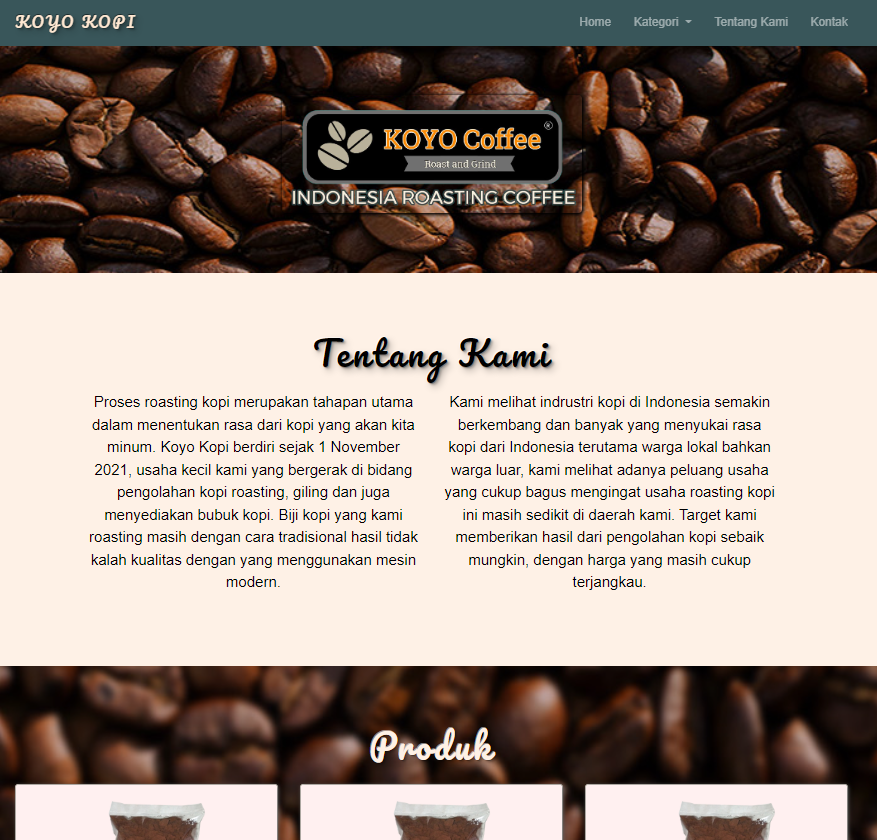 KOYO KOPI
Home Kategori Tentang Kami Kontak
KOYO Coffee ®
Roast and Grind
INDONESIA ROASTING COFFEE
Tentang Kami
Proses roasting kopi merupakan tahapan utama
dalam menentukan rasa dari kopi yang akan kita
minum. Koyo Kopi berdiri sejak 1 November
2021, usaha kecil kami yang bergerak di bidang
pengolahan kopi roasting, giling dan juga
menyediakan bubuk kopi. Biji kopi yang kami
roasting masih dengan cara tradisional hasil tidak
kalah kualitas dengan yang menggunakan mesin
modern.
Kami melihat indrustri kopi di Indonesia semakin
berkembang dan banyak yang menyukai rasa
kopi dari Indonesia terutama warga lokal bahkan
warga luar, kami melihat adanya peluang usaha
yang cukup bagus mengingat usaha roasting kopi
ini masih sedikit di daerah kami. Target kami
memberikan hasil dari pengolahan kopi sebaik
mungkin, dengan harga yang masih cukup
terjangkau.
Produk